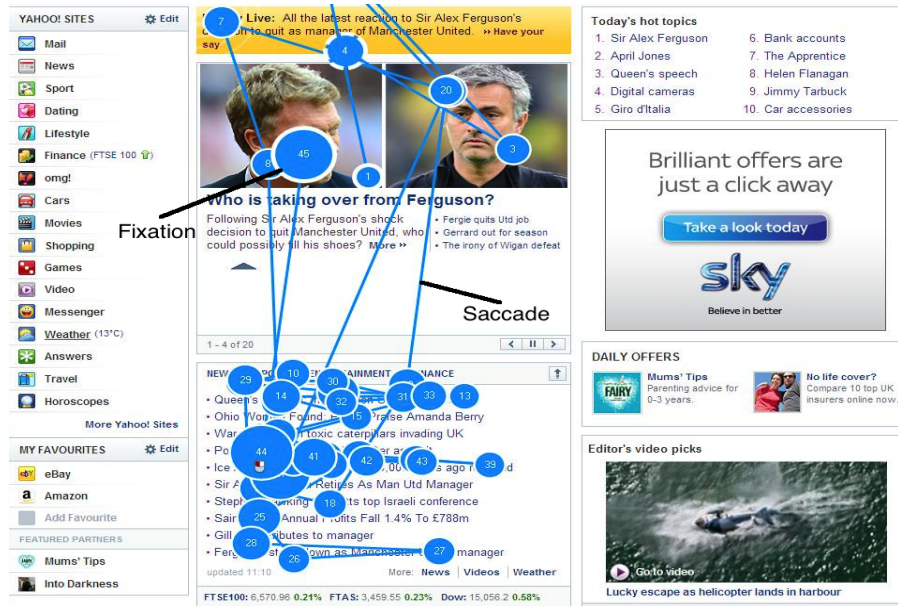 YAHOO! SITES Edit
Mail
News
Sport
Dating
Lifestyle
Finance (FTSE 100 )
omg!
Cars
Movies
Shopping
Games
Video
Messenger
Weather (13°C)
Answers
Travel
Horoscopes
More Yahoo! Sites
MY FAVOURITES Edit
eBay
Amazon
Add Favourite
FEATURED PARTNERS
Mums' Tips
Into Darkness
7
Live: All the latest reaction to Sir Alex Ferguson's
to quit as manager of Manchester United. ›› Have your
say
4
20
45
8
3
1
Fixation
Who is taking over from Ferguson?
Following Sir Alex Ferguson's shock
decision to quit Manchester United, who
could possibly fill his shoes? More ››
• Fergie quits Utd job
• Gerrard out for season
• The irony of Wigan defeat
Saccade
1 - 4 of 20
29 10 30
14 32 31 33 13
• Queen's
• Ohio Found: Praise Amanda Berry
15
• toxic caterpillars invading UK
44 41 42 43 39
• Ice ago
• Sir Retires As Man Utd Manager
• top Israeli conference
18
25
• Annual Profits Fall 1.4% To £788m
• Gill to manager
28 26 27
• as manager
updated 11:10 More: News Videos Weather
FTSE100: 6,570.96 0.21% FTAS: 3,459.55 0.23% Dow: 15,056.2 0.58%
Today's hot topics
1. Sir Alex Ferguson
2. April Jones
3. Queen's speech
4. Digital cameras
5. Giro d'Italia
6. Bank accounts
7. The Apprentice
8. Helen Flanagan
9. Jimmy Tarbuck
10. Car accessories
Brilliant offers are
just a click away
Take a look today
sky
Believe in better
DAILY OFFERS
FAIRY
Mums' Tips
Parenting advice for
0-3 years.
No life cover?
Compare 10 top UK
insurers online now.
Editor's video picks
Go to video
Lucky escape as helicopter lands in harbour